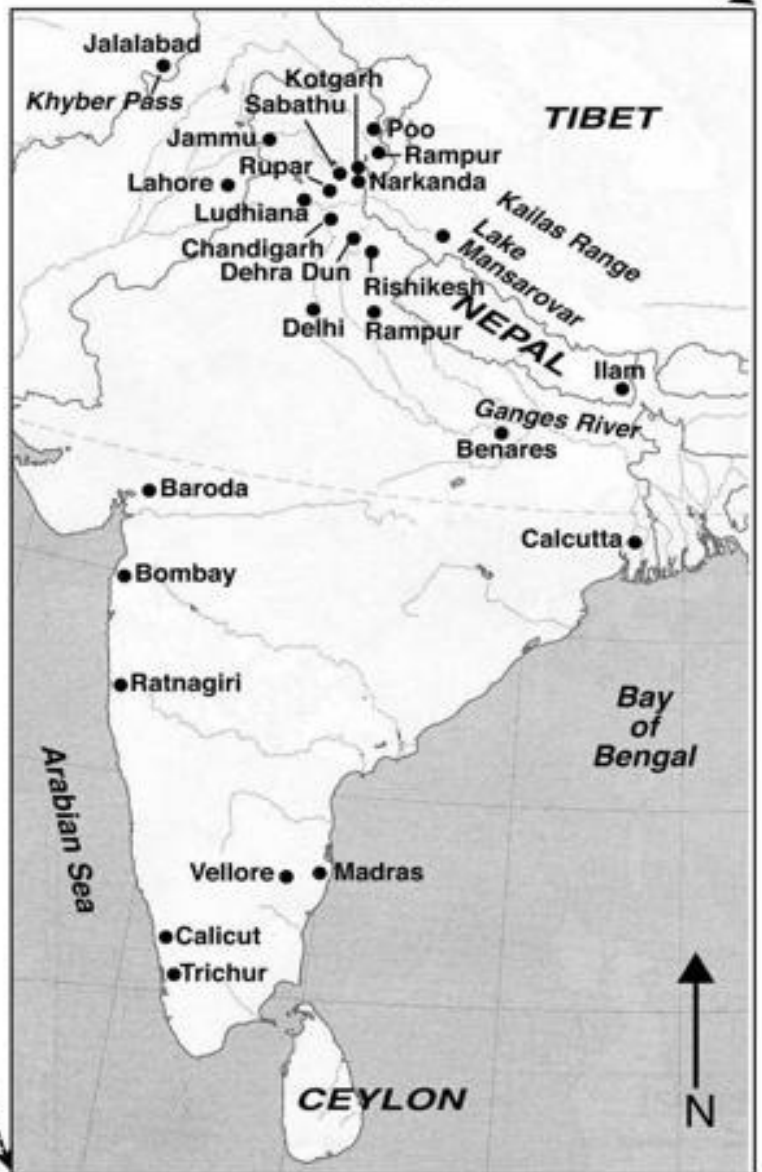 Jalalabad
Khyber Pass
Kotgarh
Sabathu
TIBET
Jammu
Poo
Rupar
Rampur
Lahore
Narkanda
Ludhiana
Kailas Range
Lake
Mansarovar
Chandigarh
Dehra Dun
Rishikesh
NEPAL
Delhi
Rampur
Ilam
Ganges River
Benares
Baroda
Calcutta
Bombay
Ratnagiri
Bay
of
Bengal
Arabian Sea
Vellore
Madras
Calicut
Trichur
CEYLON
N